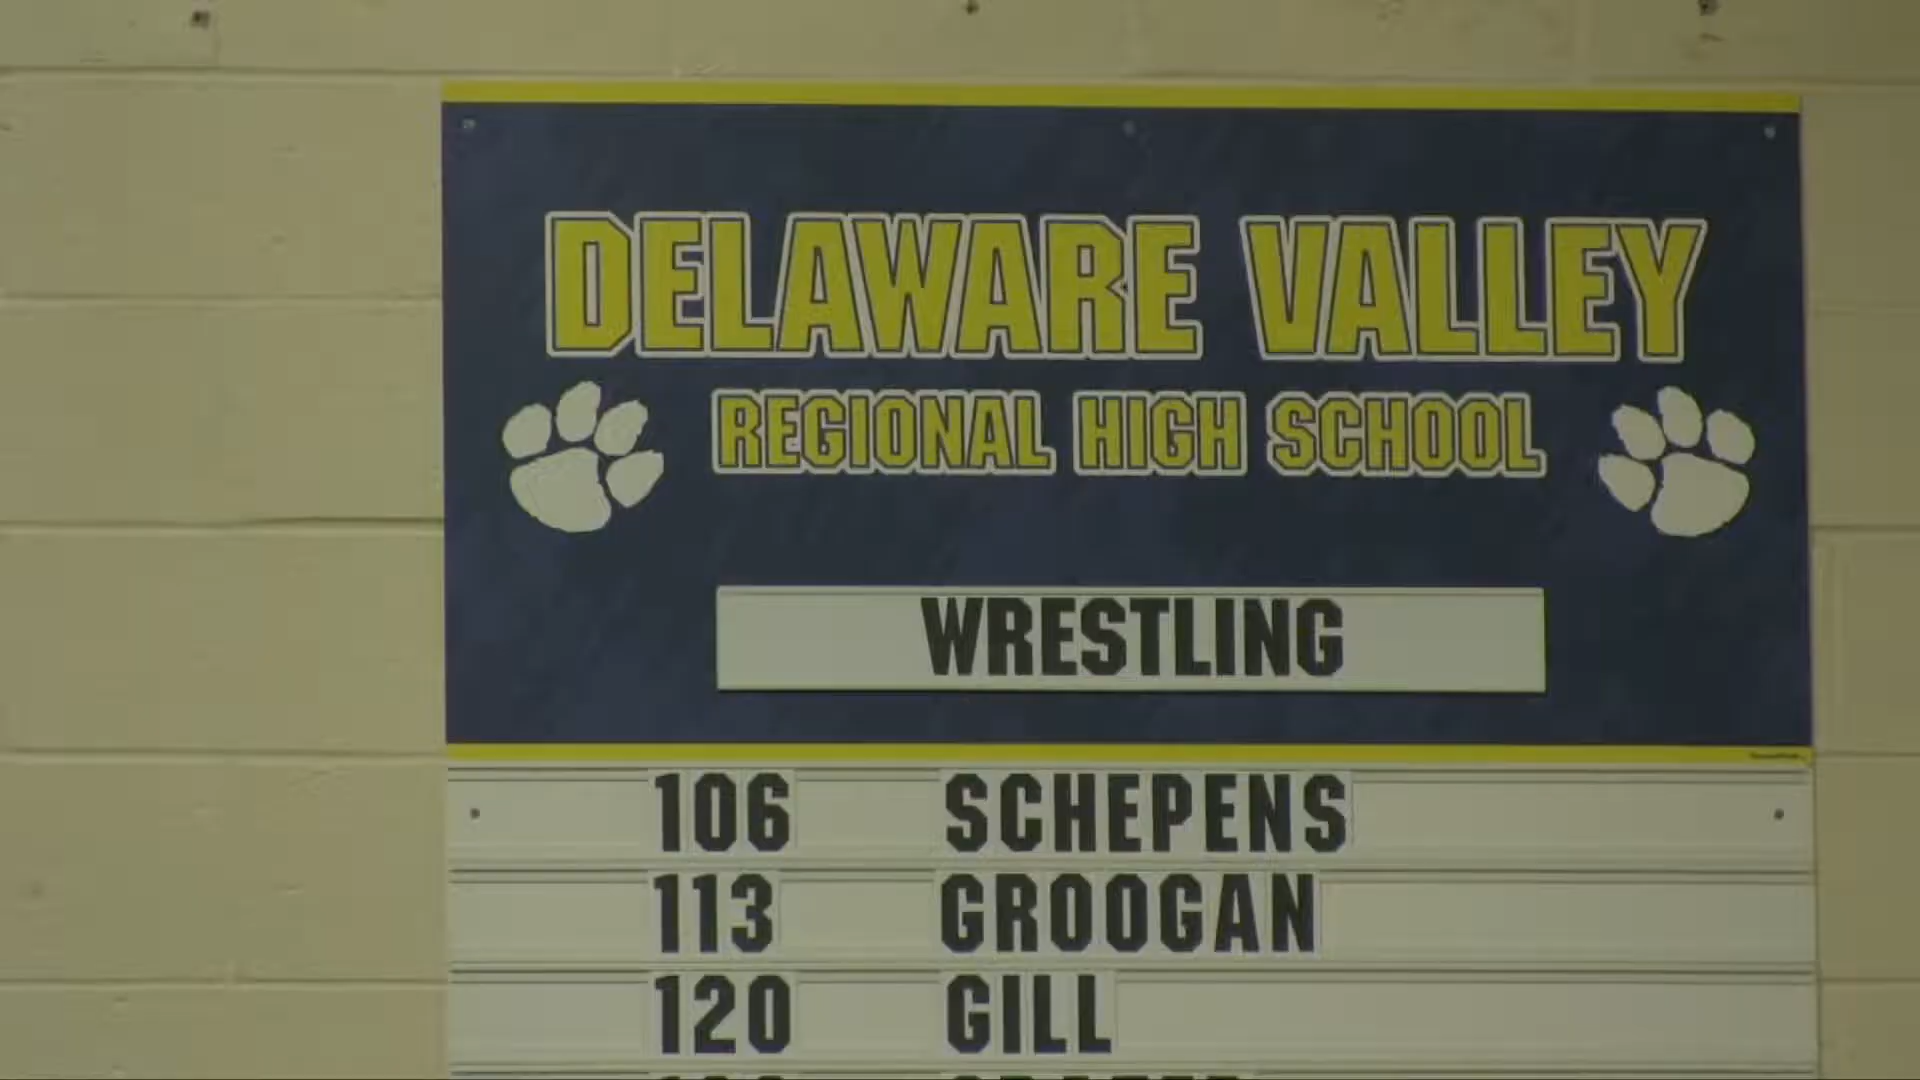 DELAWARE VALLEY
REGIONAL HIGH SCHOOL
WRESTLING
106 SCHEPENS
113 GROOGAN
120 GILL